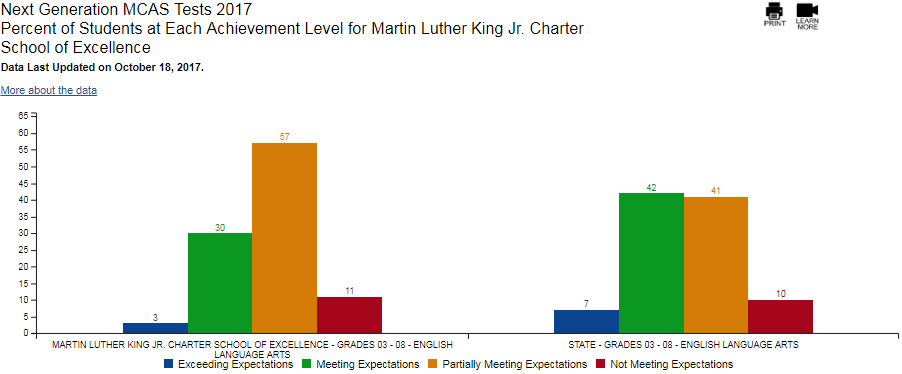 Next Generation MCAS Tests 2017
Percent of Students at Each Achievement Level for Martin Luther King Jr. Charter
School of Excellence
Data Last Updated on October 18, 2017.
PRINT
LEARN
MORE
More about the data
65
60
55
50
45
40
35
30
25
20
15
10
5
0
3
30
57
11
7
42
41
10
MARTIN LUTHER KING JR. CHARTER SCHOOL OF EXCELLENCE - GRADES 03 - 08 - ENGLISH
LANGUAGE ARTS
STATE - GRADES 03 - 08 - ENGLISH LANGUAGE ARTS
Exceeding Expectations Meeting Expectations Partially Meeting Expectations Not Meeting Expectations